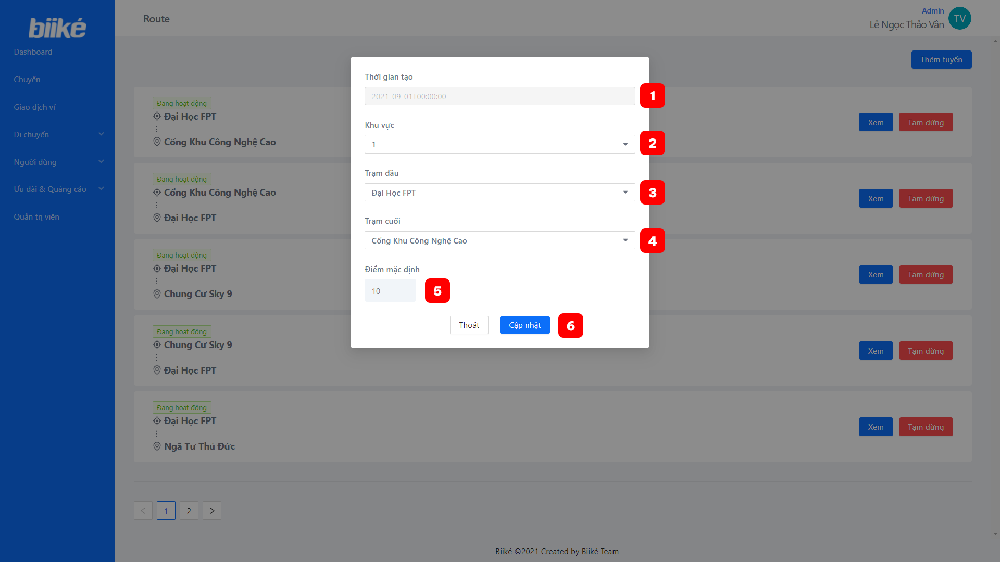 biiké
Dashboard
Chuyến
Giao dịch ví
Di chuyển
Người dùng
Ưu đãi & Quảng cáo
Quản trị viên
Route
Admin
Lê Ngọc Thảo Vân
TV
Thêm tuyến
Đang hoạt động
Đại Học FPT
Cổng Khu Công Nghệ Cao
Xem
Tạm dừng
Đang hoạt động
Cổng Khu Công Nghệ Cao
Đại Học FPT
Xem
Tạm dừng
Đang hoạt động
Đại Học FPT
Chung Cư Sky 9
Xem
Tạm dừng
Đang hoạt động
Chung Cư Sky 9
Đại Học FPT
Xem
Tạm dừng
Đang hoạt động
Đại Học FPT
Ngã Tư Thủ Đức
Xem
Tạm dừng
Thời gian tạo
2021-09-01T00:00:00
1
Khu vực
1
2
Trạm đầu
Đại Học FPT
3
Trạm cuối
Cổng Khu Công Nghệ Cao
4
Điểm mặc định
10
5
Thoát
Cập nhật
6
< 1 2 >
Biiké ©2021 Created by Biiké Team